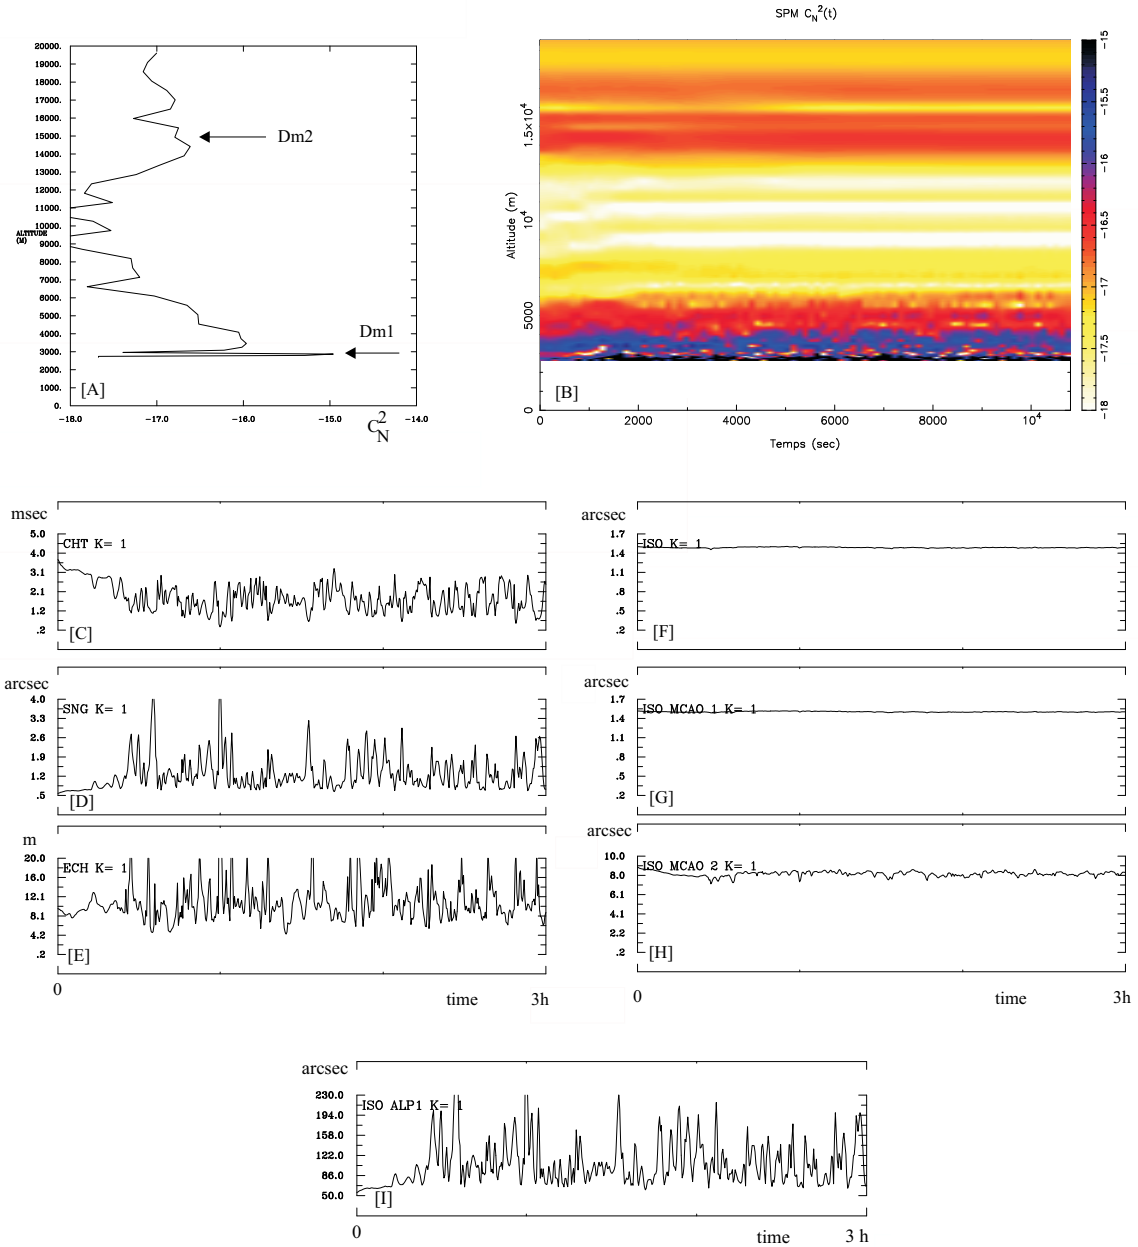 20000.
19000.
18000.
17000.
16000.
15000.
14000.
13000.
12000.
11000.
10000.
ALTITUDE
(M)
9000.
8000.
7000.
6000.
5000.
4000.
3000.
2000.
1000.
0.
Dm2
Dm1
[A]
-18.0 -17.0 -16.0 -15.0 -14.0
C_N^2
SPM C_N^2(t)
Altitude (m)
1.5×10^4
10^4
5000
0
[B]
0 2000 4000 6000 8000 10^4
Temps (sec)
-15
-15.5
-16
-16.5
-17
-17.5
-18
msec
5.0
4.0
3.1
2.1
1.2
.2
CHT K= 1
[C]
arcsec
4.0
3.3
2.6
1.9
1.2
.5
SNG K= 1
[D]
m
20.0
16.0
12.1
8.1
4.2
.2
ECH K= 1
[E]
0 time 3h
arcsec
1.7
1.4
1.1
.8
.5
.2
ISO K= 1
[F]
arcsec
1.7
1.4
1.1
.8
.5
.2
ISO MCAO 1 K= 1
[G]
arcsec
10.0
8.0
6.1
4.1
2.2
.2
ISO MCAO 2 K= 1
[H]
0 time 3h
arcsec
230.0
194.0
158.0
122.0
86.0
50.0
ISO ALP1 K= 1
[I]
0 time 3 h